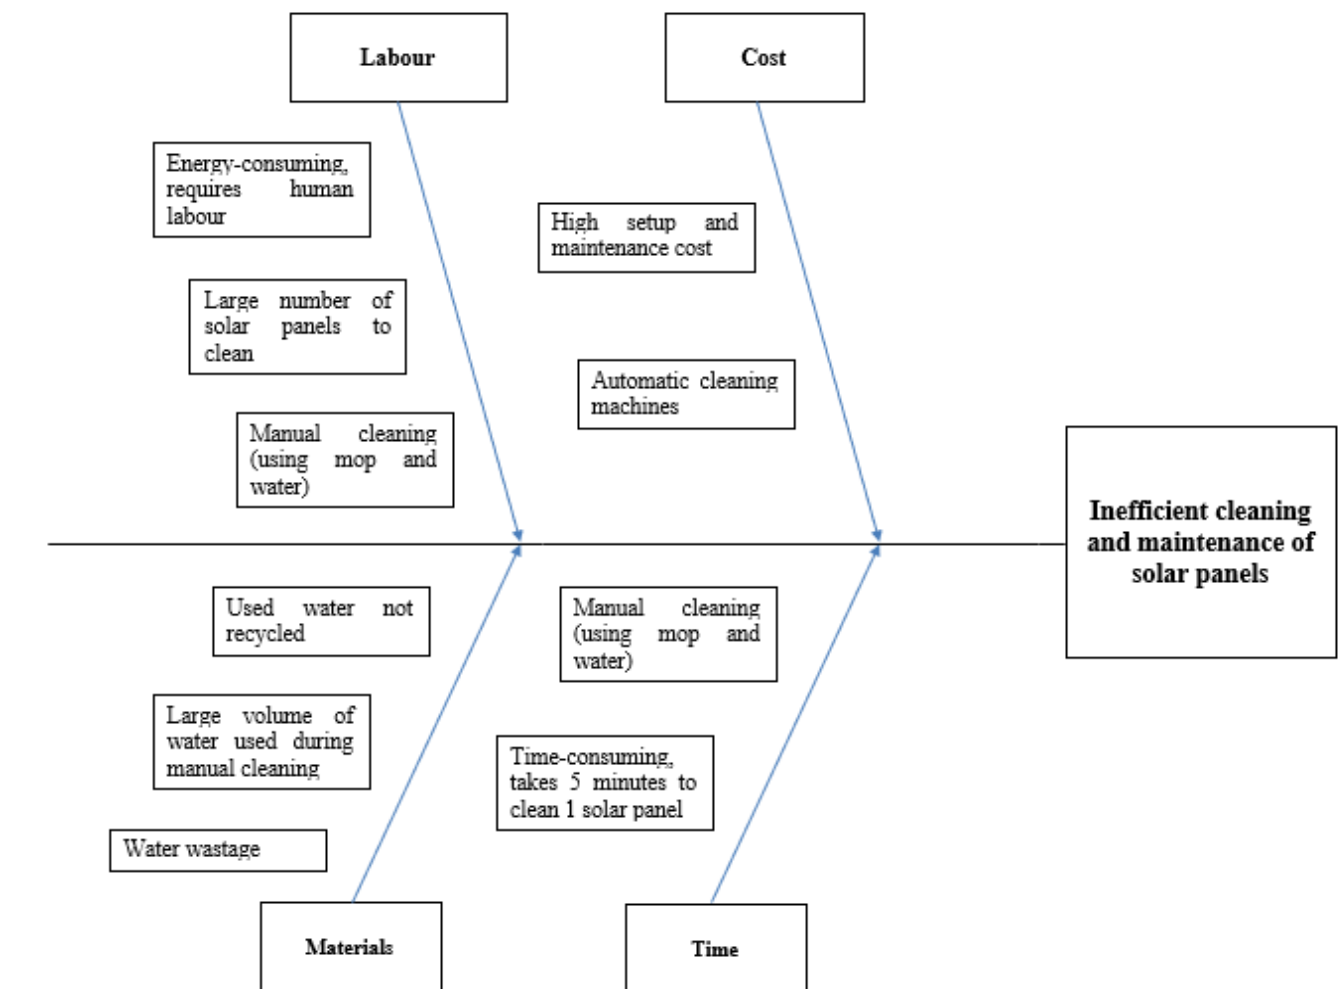 Labour
Cost
Energy-consuming,
requires human
labour
High setup and
maintenance cost
Large number of
solar panels to
clean
Automatic cleaning
machines
Manual cleaning
(using mop and
water)
Inefficient cleaning
and maintenance of
solar panels
Used water not
recycled
Manual cleaning
(using mop and
water)
Large volume of
water used during
manual cleaning
Time-consuming,
takes 5 minutes to
clean 1 solar panel
Water wastage
Materials
Time